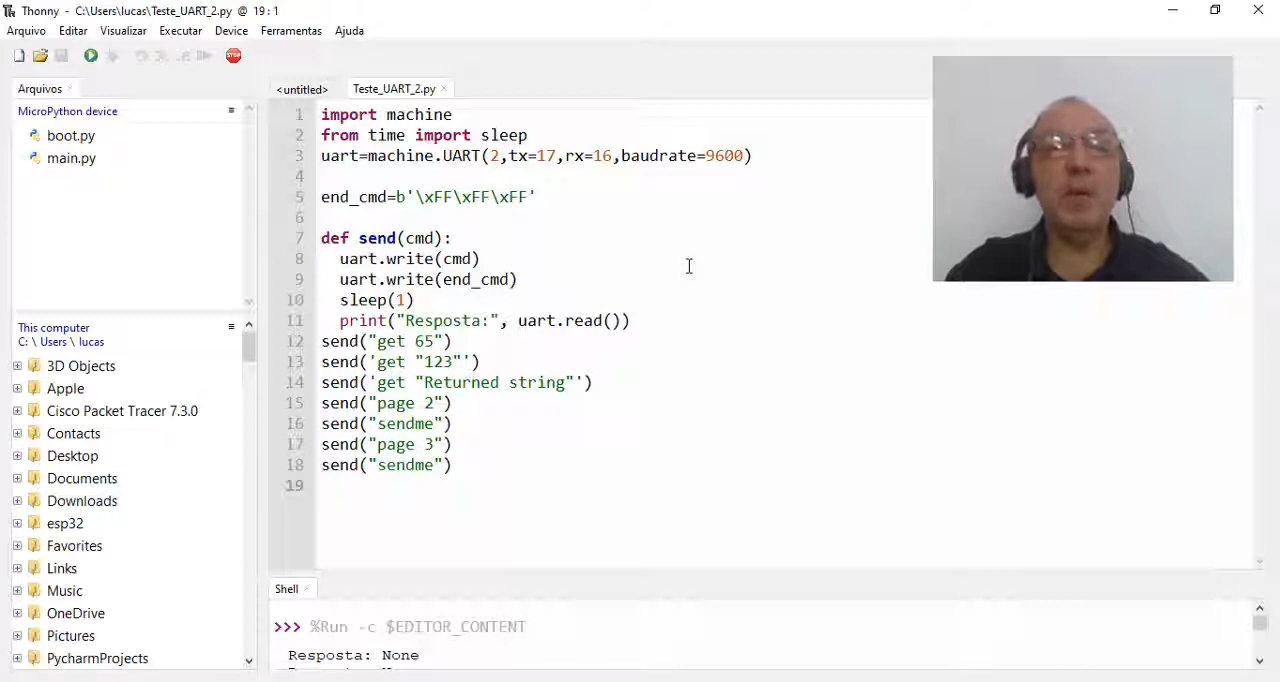 Thonny - C:\Users\lucas\Teste_UART_2.py @ 19 : 1
Arquivo Editar Visualizar Executar Device Ferramentas Ajuda
STOP
Arquivos
MicroPython device
boot.py
main.py
This computer
C: \ Users \ lucas
3D Objects
Apple
Cisco Packet Tracer 7.3.0
Contacts
Desktop
Documents
Downloads
esp32
Favorites
Links
Music
OneDrive
Pictures
PycharmProjects
<untitled> Teste_UART_2.py
1 import machine
2 from time import sleep
3 uart=machine.UART(2,tx=17,rx=16,baudrate=9600)
4
5 end_cmd=b'\xFF\xFF\xFF'
6
7 def send(cmd):
8 uart.write(cmd)
9 uart.write(end_cmd)
10 sleep(1)
11 print("Resposta:", uart.read())
12 send("get 65")
13 send('get "123"')
14 send('get "Returned string"')
15 send("page 2")
16 send("sendme")
17 send("page 3")
18 send("sendme")
19
Shell
>>> %Run -c $EDITOR_CONTENT
Resposta: None